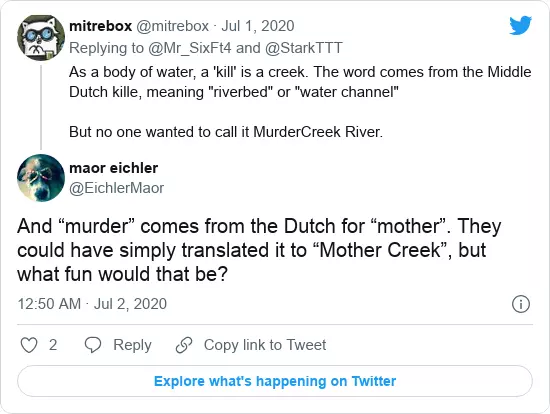 mitrebox @mitrebox · Jul 1, 2020
Replying to @Mr_SixFt4 and @StarkTTT
As a body of water, a 'kill' is a creek. The word comes from the Middle
Dutch kille, meaning "riverbed" or "water channel"
But no one wanted to call it MurderCreek River.
maor eichler
@EichlerMaor
And “murder” comes from the Dutch for “mother”. They
could have simply translated it to “Mother Creek”, but
what fun would that be?
12:50 AM · Jul 2, 2020
2 Reply Copy link to Tweet
Explore what's happening on Twitter